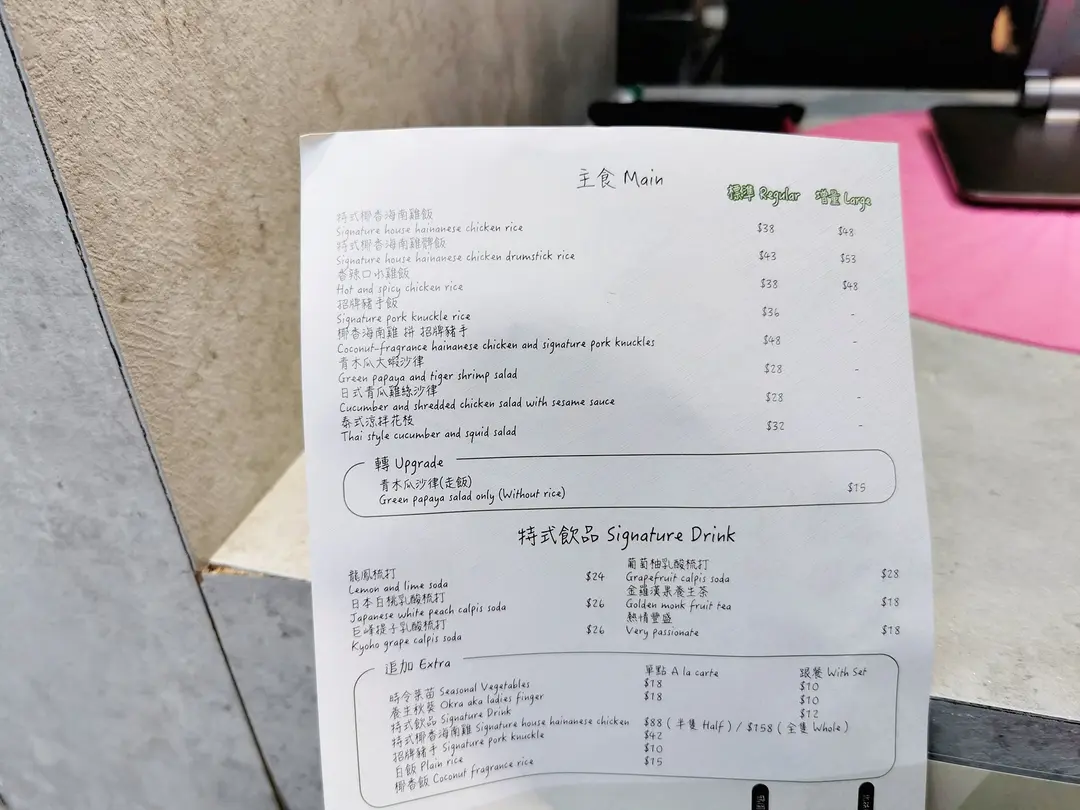 主食 Main
標準 Regular 增量 Large
特式椰香海南雞飯
Signature house hainanese chicken rice $38 $48
特式椰香海南雞髀飯
Signature house hainanese chicken drumstick rice $43 $53
香辣口水雞飯
Hot and spicy chicken rice $38 $48
招牌豬手飯
Signature pork knuckle rice $36 -
椰香海南雞 拼 招牌豬手
Coconut-fragrance hainanese chicken and signature pork knuckles $48 -
青木瓜大蝦沙律
Green papaya and tiger shrimp salad $28 -
日式青瓜雞絲沙律
Cucumber and shredded chicken salad with sesame sauce $28 -
泰式涼拌花枝
Thai style cucumber and squid salad $32 -
轉 Upgrade
青木瓜沙律(走飯)
Green papaya salad only (Without rice) $15
特式飲品 Signature Drink
龍鳳梳打
Lemon and lime soda $24
日本白桃乳酸梳打
Japanese white peach calpis soda $26
巨峰提子乳酸梳打
Kyoho grape calpis soda $26
葡萄柚乳酸梳打
Grapefruit calpis soda $28
金羅漢果養生茶
Golden monk fruit tea $18
熱情豐盛
Very passionate $18
追加 Extra 單點 A la carte 跟餐 With Set
時令菜苗 Seasonal Vegetables $18 $10
養生秋葵 Okra aka ladies finger $18 $10
特式飲品 Signature Drink $12
特式椰香海南雞 Signature house hainanese chicken $88 ( 半隻 Half ) / $158 ( 全隻 Whole )
招牌豬手 Signature pork knuckle $42
白飯 Plain rice $10
椰香飯 Coconut fragrance rice $15